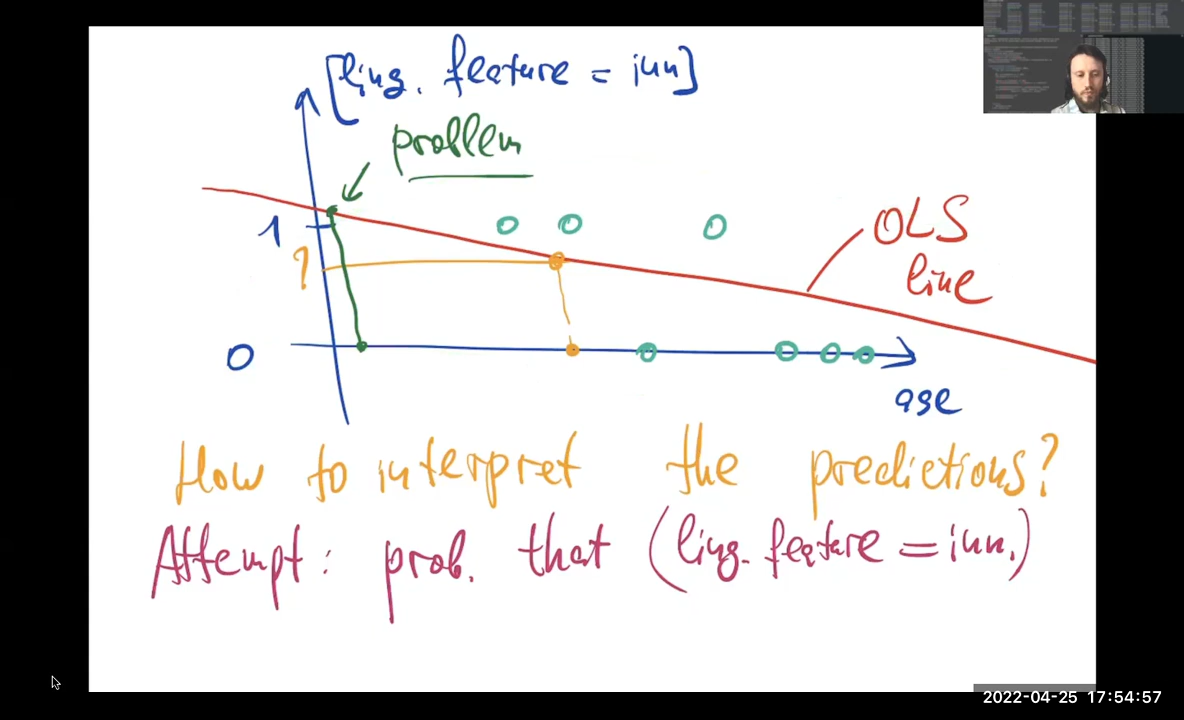 [ling. feature = inn]
problem
1
?
OLS
line
0
age
How to interpret the predictions?
Attempt: prob. that (ling. feature = inn.)
2022-04-25 17:54:57